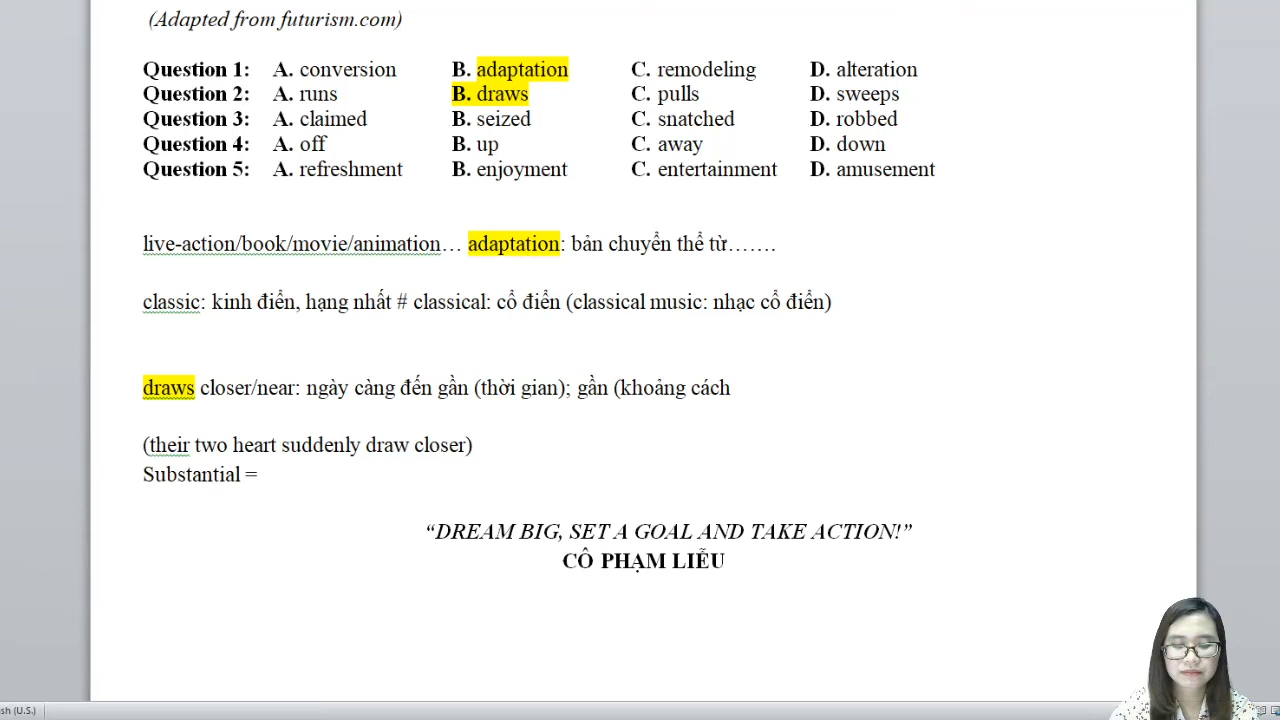 (Adapted from futurism.com)
Question 1: A. conversion B. adaptation C. remodeling D. alteration
Question 2: A. runs B. draws C. pulls D. sweeps
Question 3: A. claimed B. seized C. snatched D. robbed
Question 4: A. off B. up C. away D. down
Question 5: A. refreshment B. enjoyment C. entertainment D. amusement
live-action/book/movie/animation… adaptation: bản chuyển thể từ…….
classic: kinh điển, hạng nhất # classical: cổ điển (classical music: nhạc cổ điển)
draws closer/near: ngày càng đến gần (thời gian); gần (khoảng cách
(their two heart suddenly draw closer)
Substantial =
“DREAM BIG, SET A GOAL AND TAKE ACTION!”
CÔ PHẠM LIỄU
sh (U.S.)